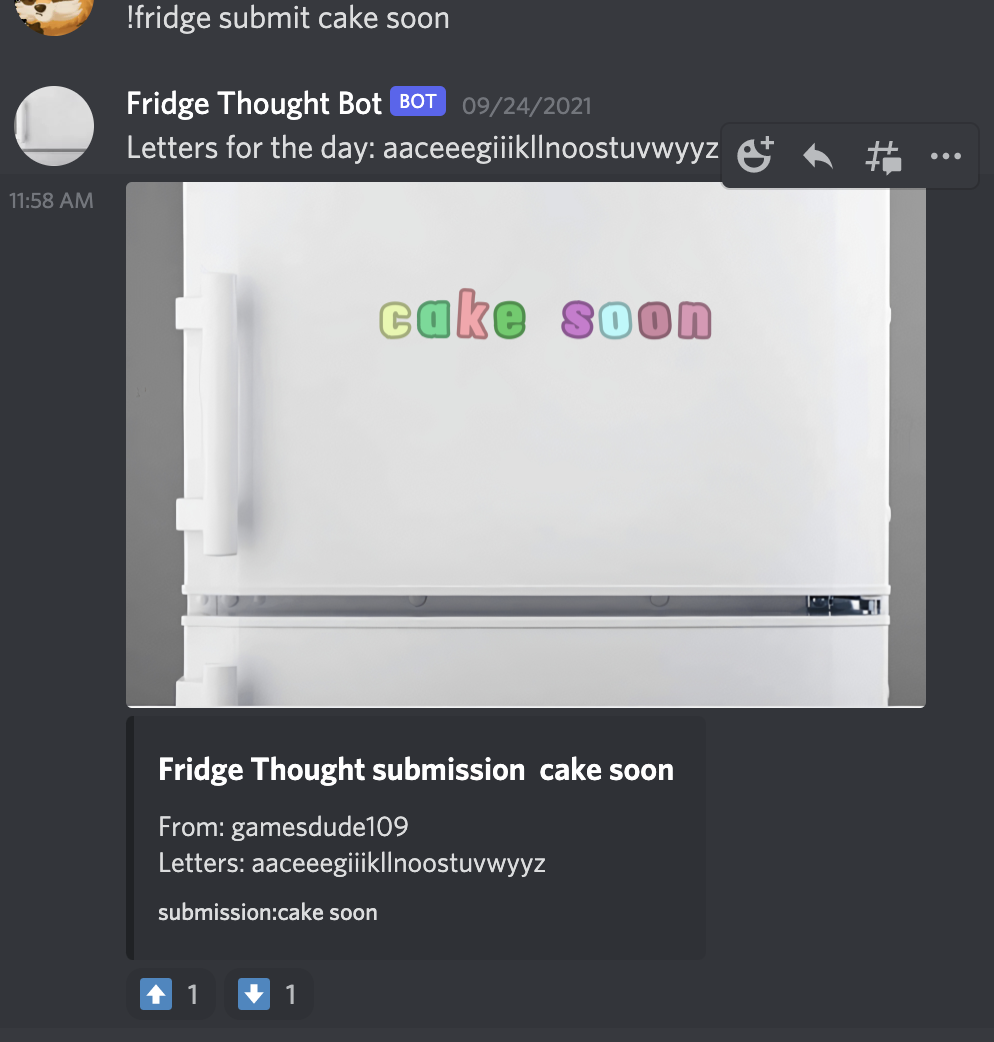 !fridge submit cake soon
Fridge Thought Bot BOT 09/24/2021
Letters for the day: aaceeegiiikllnoostuvwyyz
11:58 AM
cake soon
Fridge Thought submission cake soon
From: gamesdude109
Letters: aaceeegiiikllnoostuvwyyz
submission:cake soon
1 1